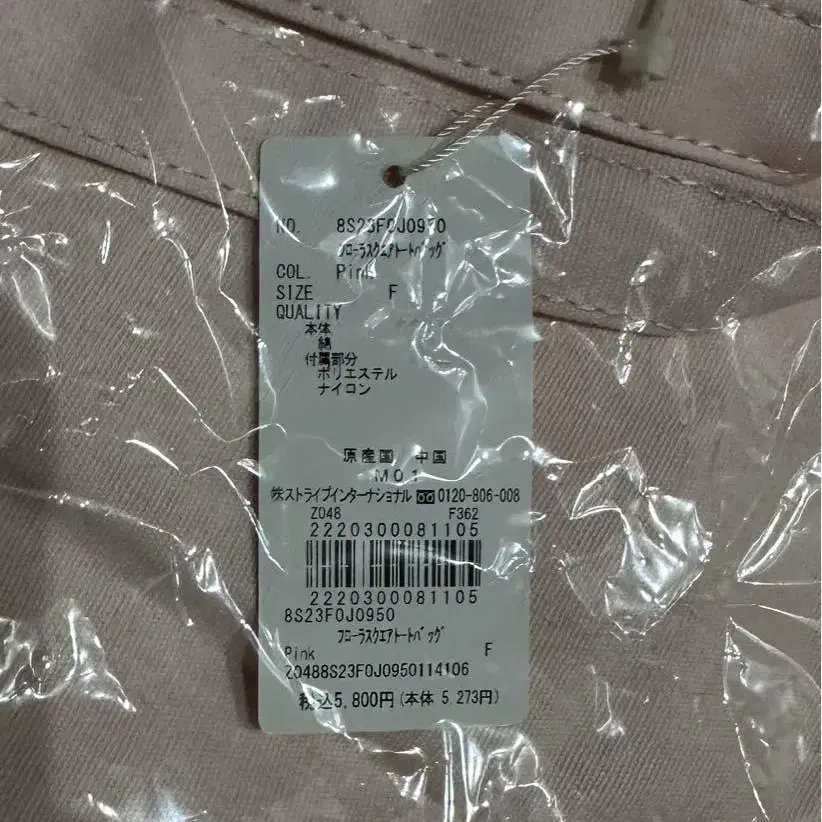 NO. 8S23F0J0950
フローラスクエアトートバッグ
COL. Pink
SIZE F
QUALITY
本体
綿
付属部分
ポリエステル
ナイロン
原産国 中国
M01
㈱ストライプインターナショナル 0120-806-008
Z048 F362
2220300081105
2220300081105
8S23F0J0950
フローラスクエアトートバッグ
Pink F
Z0488S23F0J0950114106
税込5,800円(本体 5,273円)